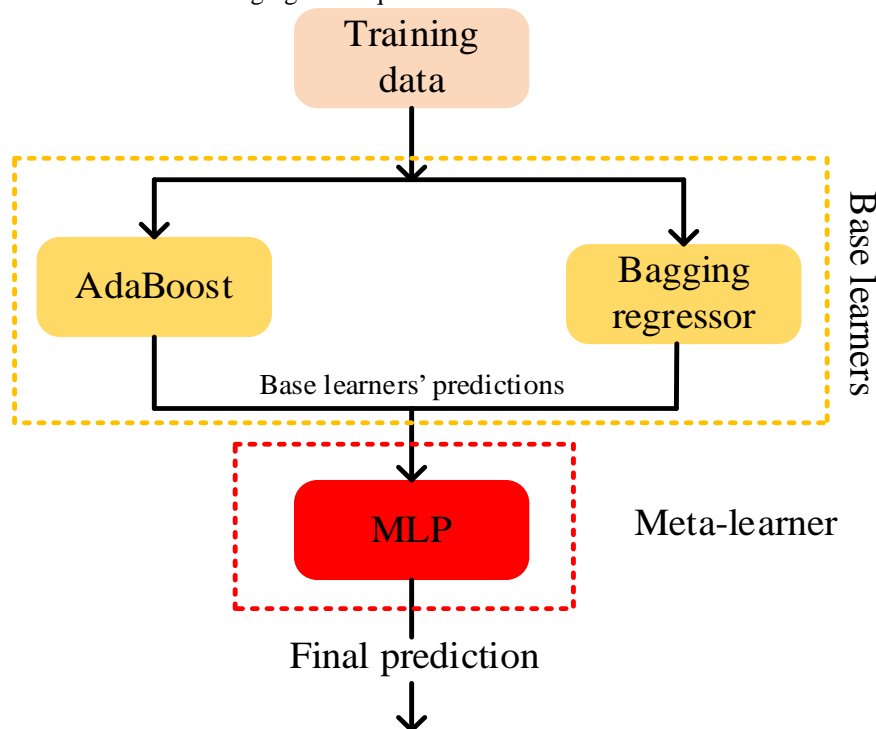 Training
data
AdaBoost
Bagging
regressor
Base learners
Base learners’ predictions
MLP
Meta-learner
Final prediction